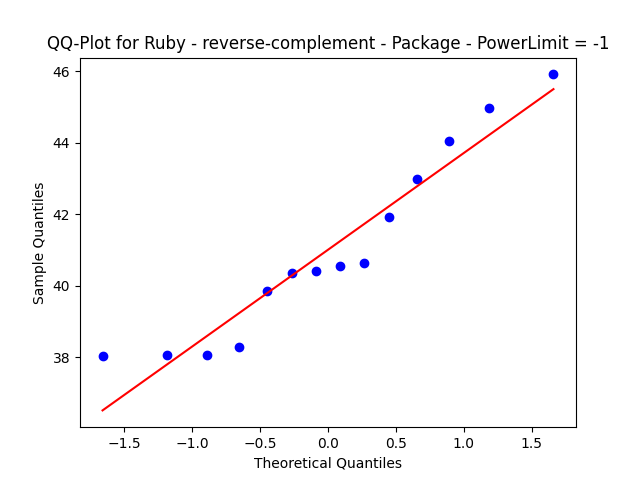 QQ-Plot for Ruby - reverse-complement - Package - PowerLimit = -1
46
44
42
40
38
Sample Quantiles
−1.5 −1.0 −0.5 0.0 0.5 1.0 1.5
Theoretical Quantiles